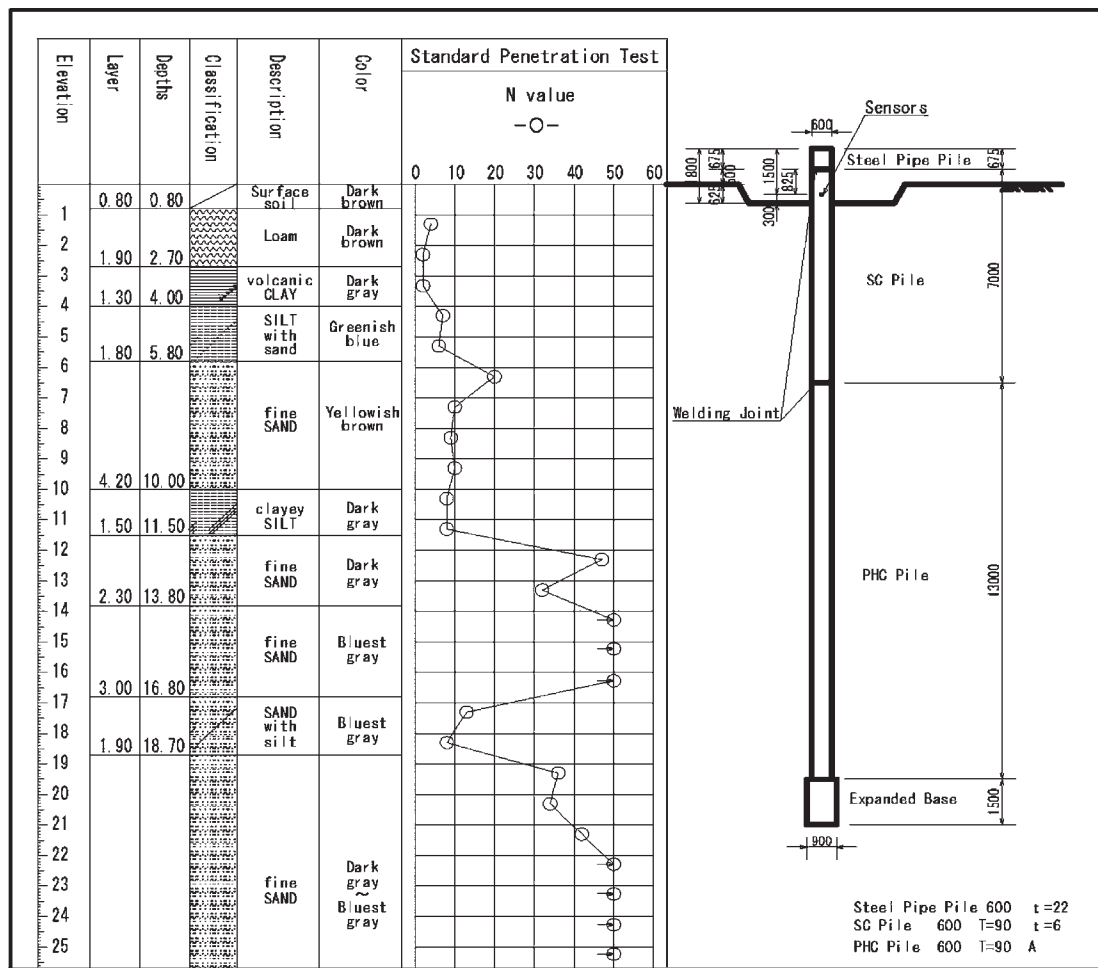 Elevation
Layer
Depths
Classification
Description
Color
Standard Penetration Test
N value
0 10 20 30 40 50 60
0.80 0.80 Surface soil Dark brown
1
Loam Dark brown
2
1.90 2.70
3
volcanic CLAY Dark gray
1.30 4.00
4
SILT with sand Greenish blue
5
1.80 5.80
6
7
fine SAND Yellowish brown
8
9
4.20 10.00
10
clayey SILT Dark gray
11
1.50 11.50
12
fine SAND Dark gray
13
2.30 13.80
14
15
fine SAND Bluest gray
16
3.00 16.80
17
SAND with silt Bluest gray
18
1.90 18.70
19
20
21
22
23
fine SAND Dark gray ~ Bluest gray
24
25
Sensors
600
Steel Pipe Pile
800
675
500
625
1500
825
300
675
SC Pile
7000
Welding Joint
PHC Pile
13000
Expanded Base
1500
900
Steel Pipe Pile 600 t=22
SC Pile 600 T=90 t=6
PHC Pile 600 T=90 A